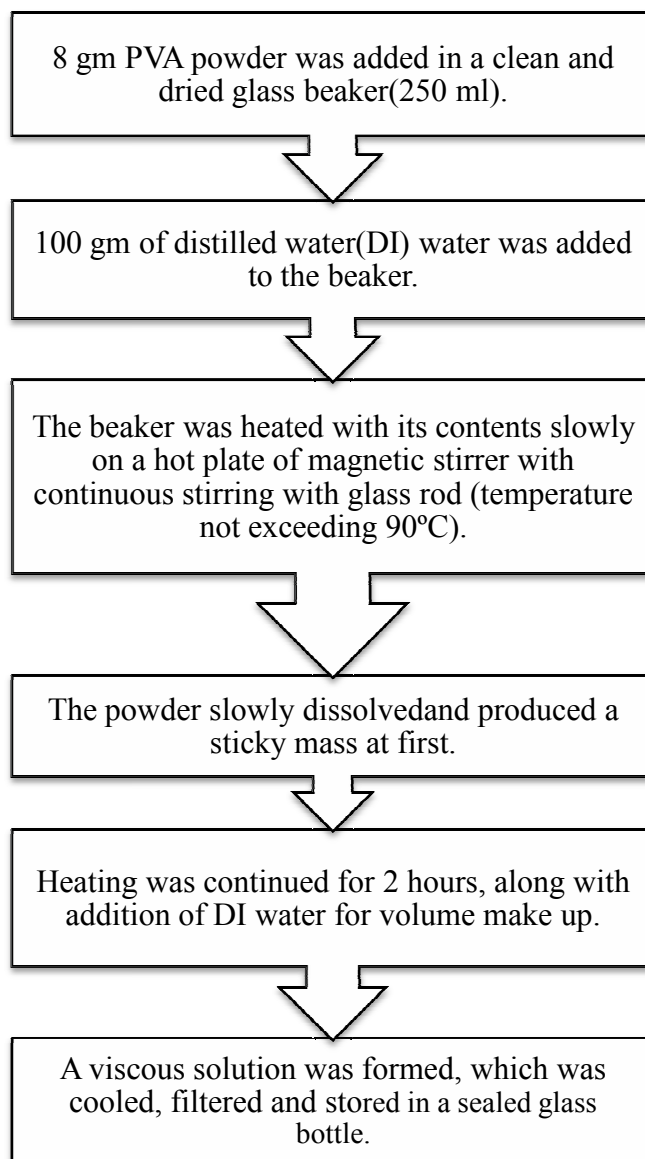 8 gm PVA powder was added in a clean and
dried glass beaker(250 ml).
100 gm of distilled water(DI) water was added
to the beaker.
The beaker was heated with its contents slowly
on a hot plate of magnetic stirrer with
continuous stirring with glass rod (temperature
not exceeding 90ºC).
The powder slowly dissolvedand produced a
sticky mass at first.
Heating was continued for 2 hours, along with
addition of DI water for volume make up.
A viscous solution was formed, which was
cooled, filtered and stored in a sealed glass
bottle.